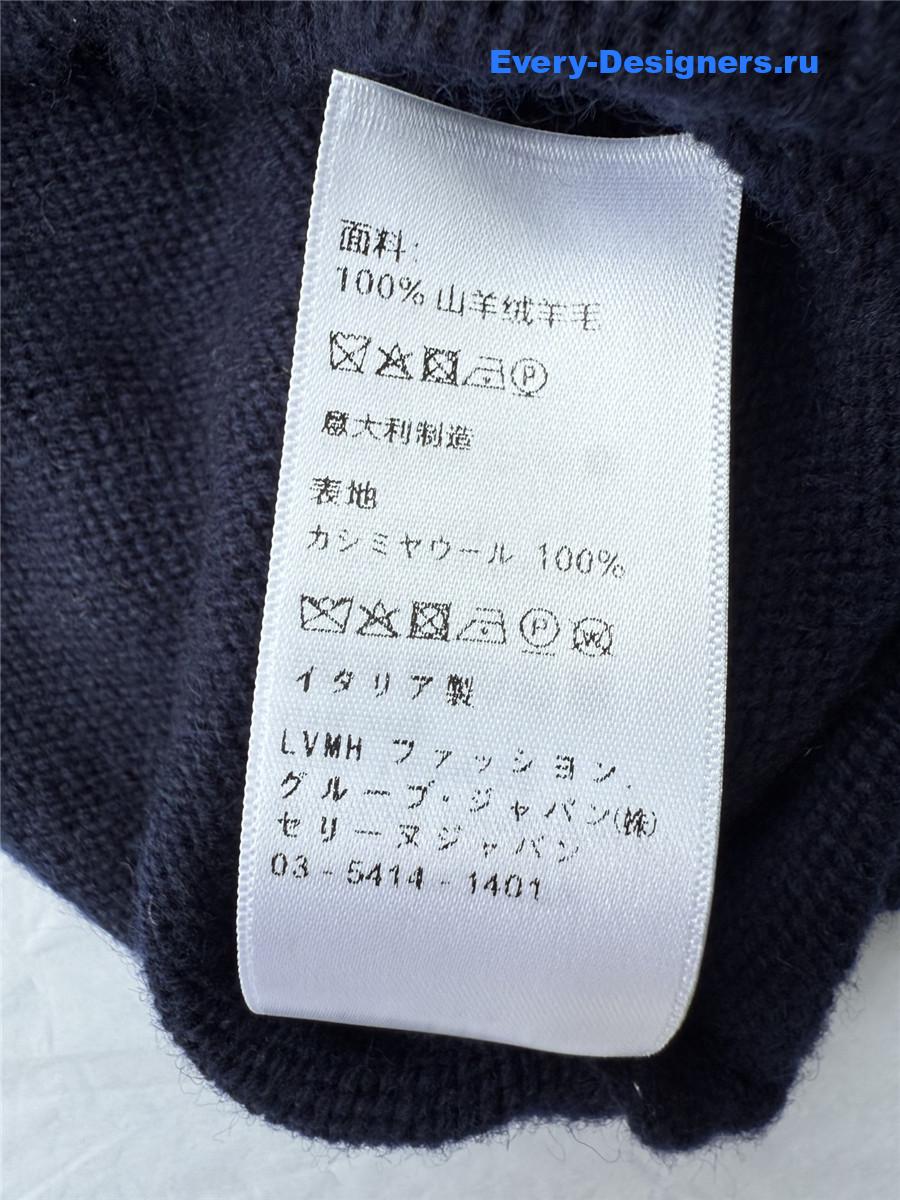 Every-Designers.ru
面料:
100% 山羊绒羊毛
意大利制造
表地
カシミヤウール 100%
イタリア製
LVMH ファッション.
グループ・ジャパン(株)
セリーヌジャパン
03-5414-1401